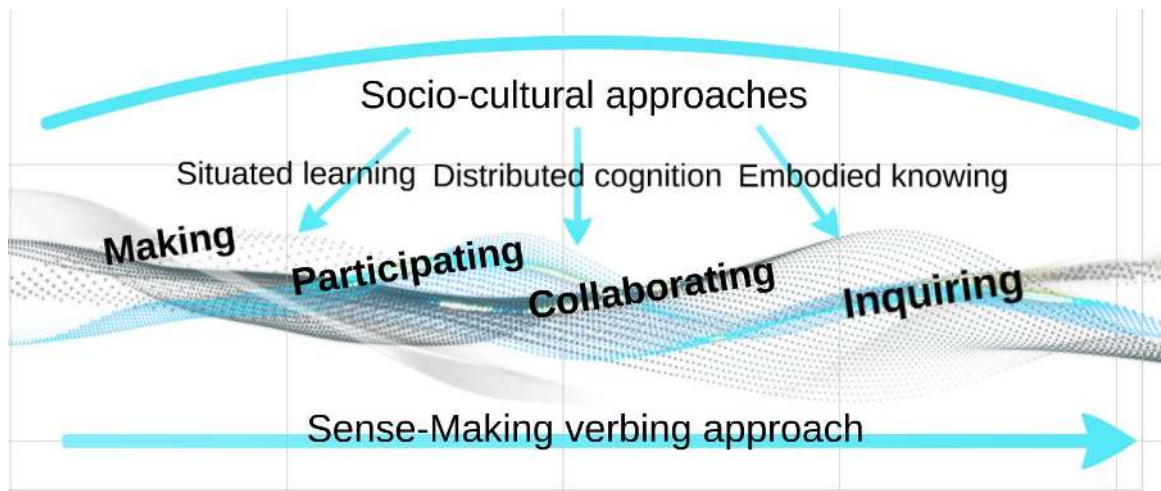 Socio-cultural approaches
Situated learning Distributed cognition Embodied knowing
Making
Participating
Collaborating
Inquiring
Sense-Making verbing approach